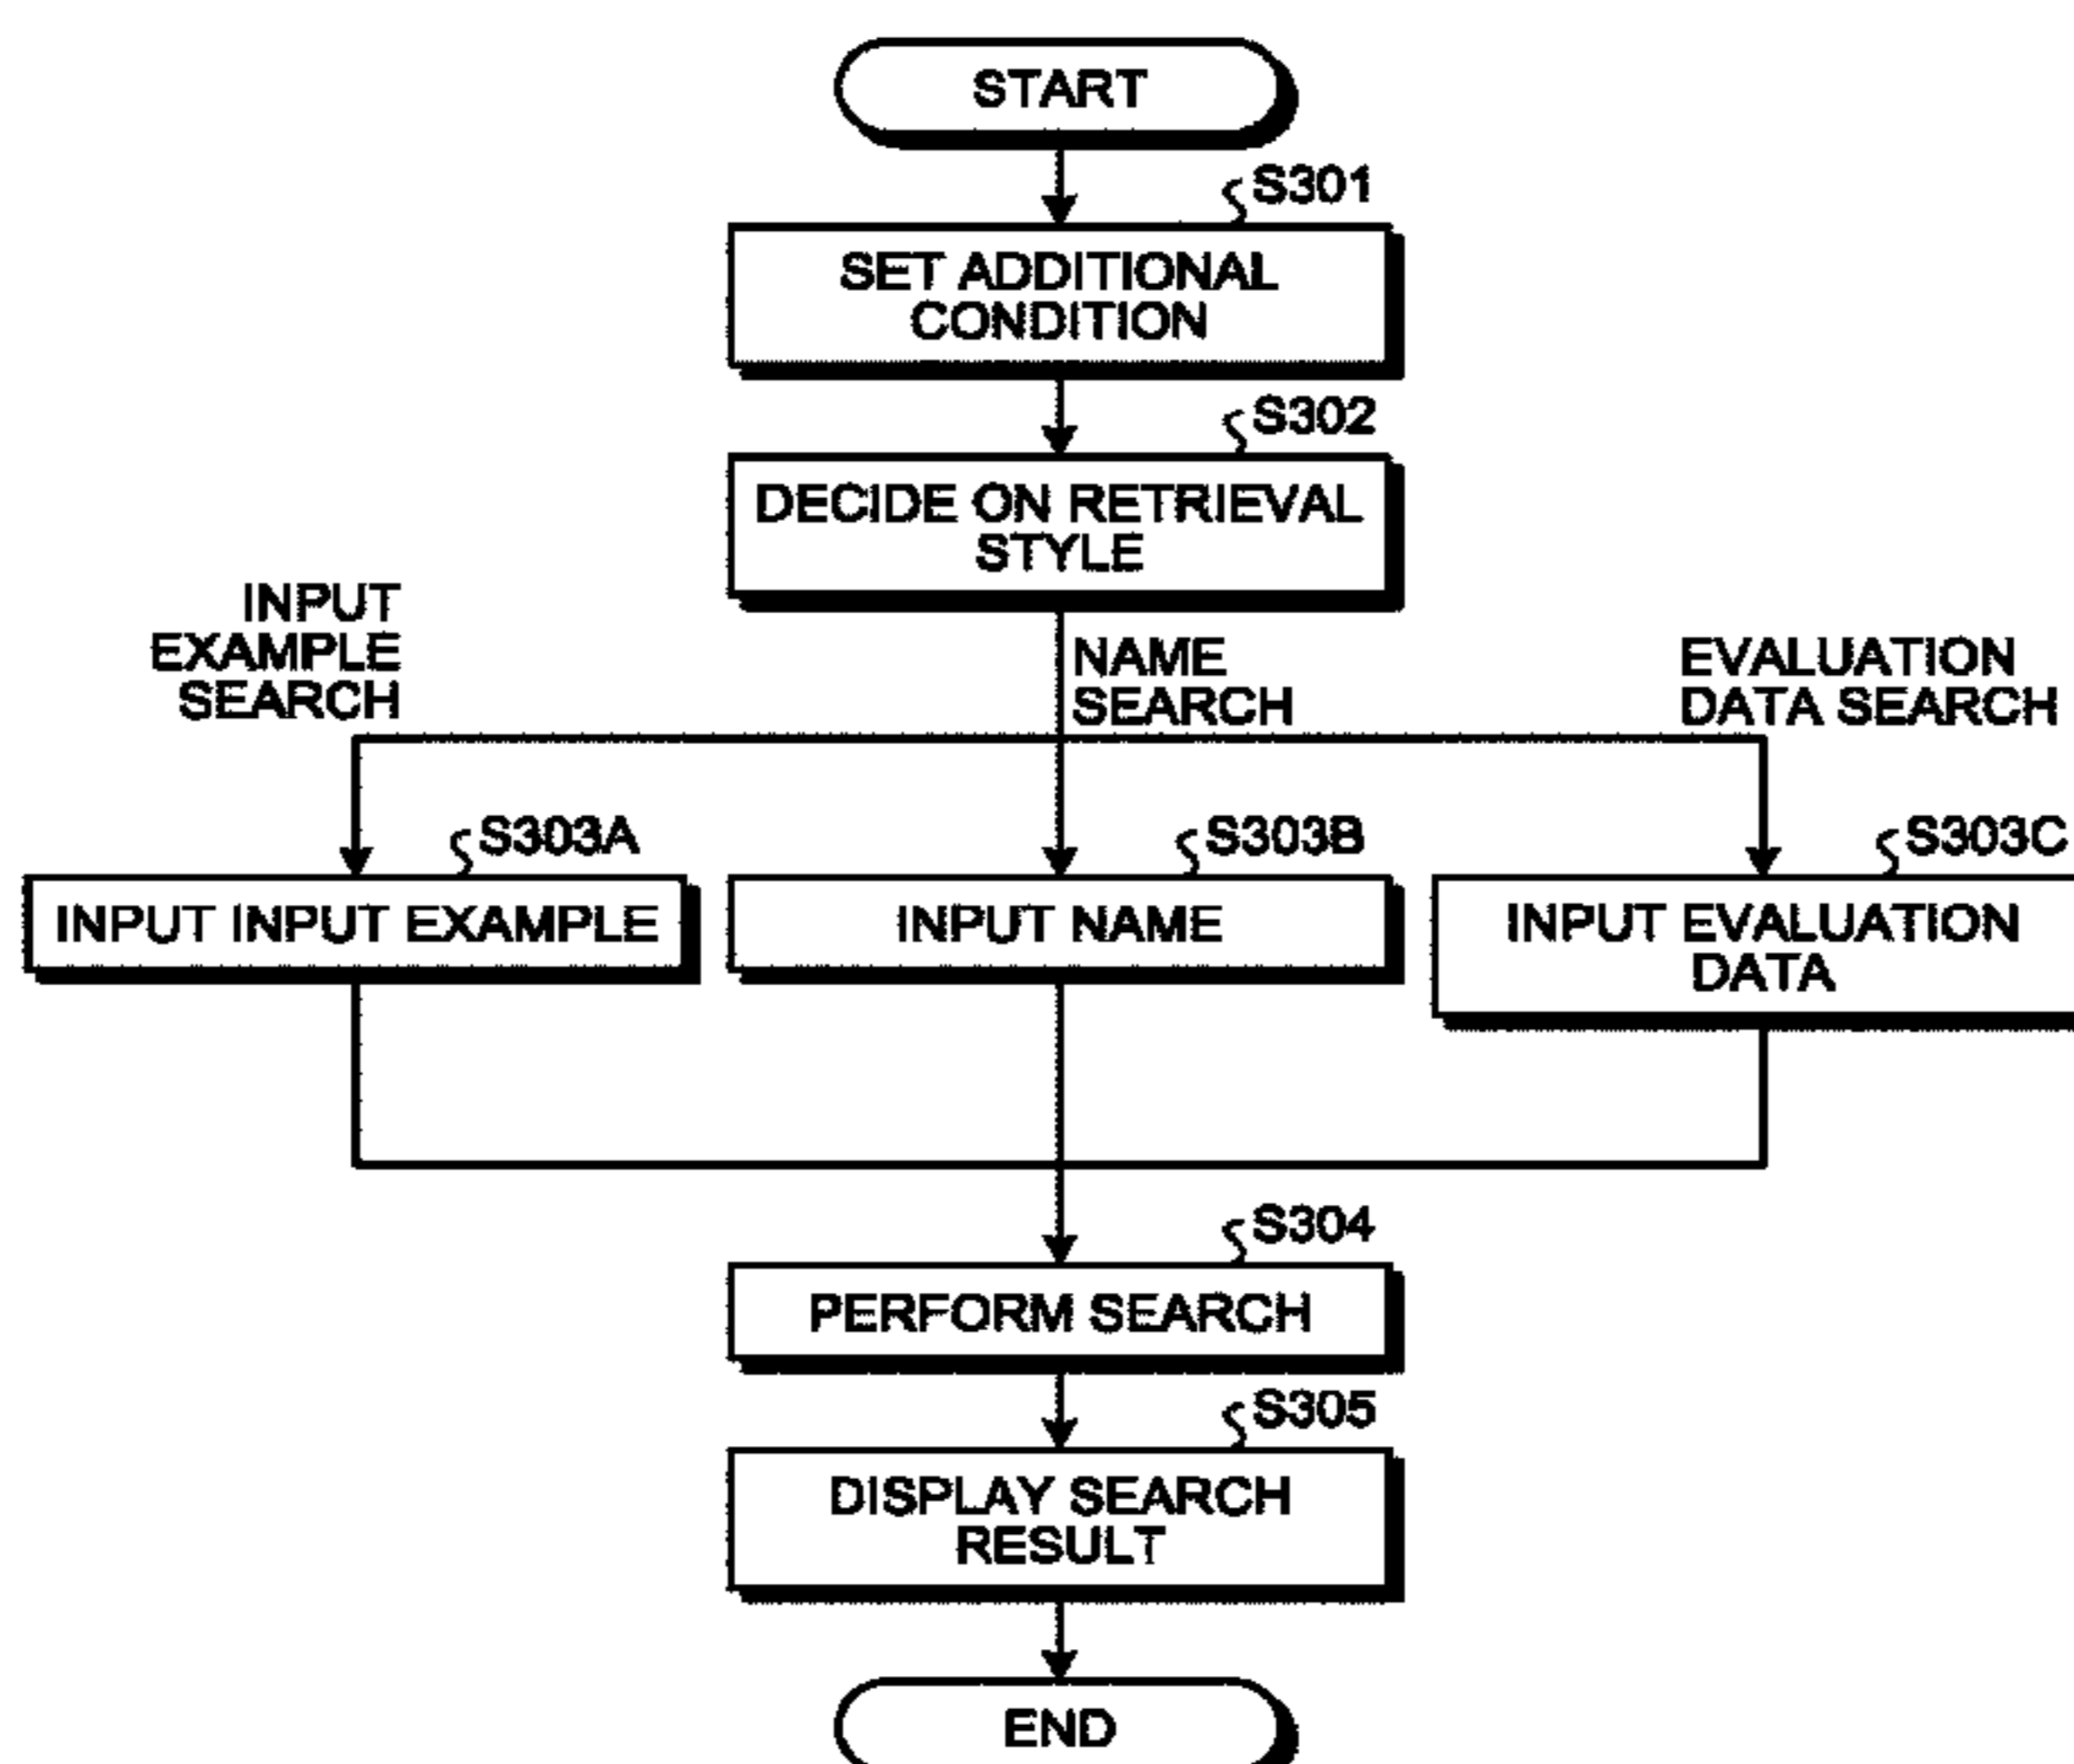 START
S301
SET ADDITIONAL
CONDITION
S302
DECIDE ON RETRIEVAL
STYLE
INPUT
EXAMPLE
SEARCH
NAME
SEARCH
EVALUATION
DATA SEARCH
S303A
INPUT INPUT EXAMPLE
S303B
INPUT NAME
S303C
INPUT EVALUATION
DATA
S304
PERFORM SEARCH
S305
DISPLAY SEARCH
RESULT
END